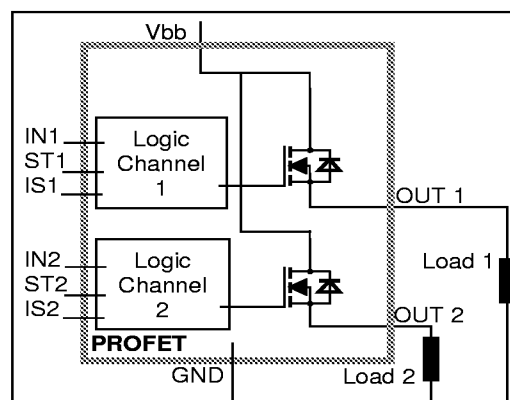 Vbb
IN1
ST1
IS1
Logic
Channel
1
OUT 1
IN2
ST2
IS2
Logic
Channel
2
Load 1
OUT 2
PROFET
GND
Load 2